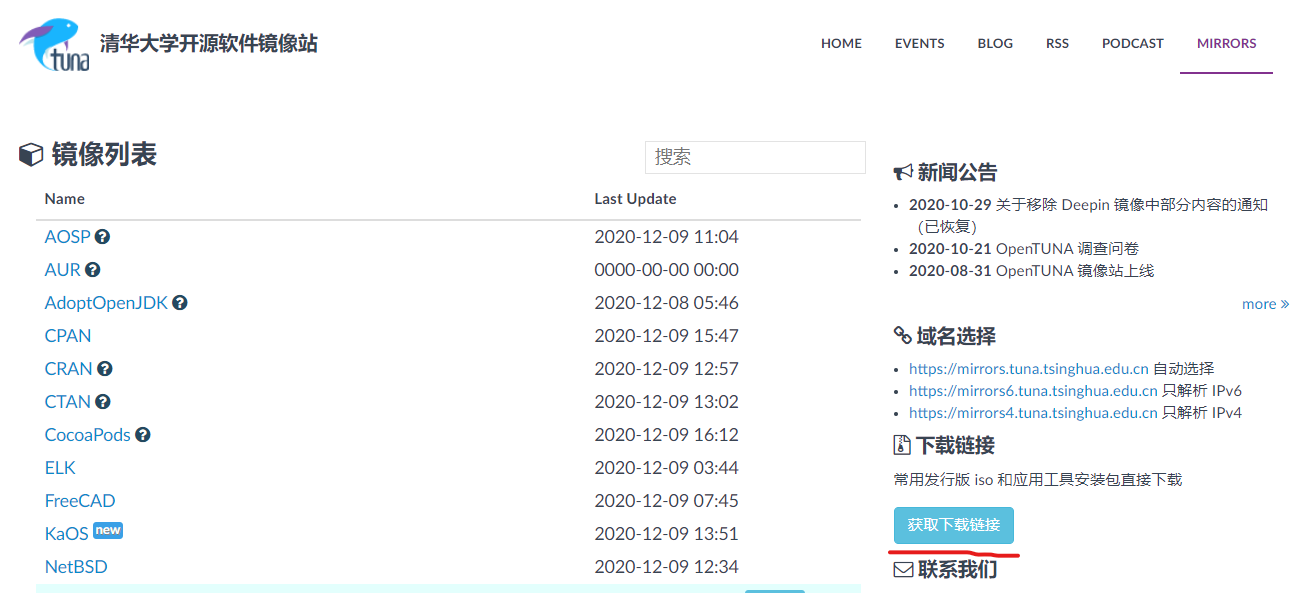 tuna 清华大学开源软件镜像站
HOME EVENTS BLOG RSS PODCAST MIRRORS
镜像列表
搜索
Name Last Update
AOSP 2020-12-09 11:04
AUR 0000-00-00 00:00
AdoptOpenJDK 2020-12-08 05:46
CPAN 2020-12-09 15:47
CRAN 2020-12-09 12:57
CTAN 2020-12-09 13:02
CocoaPods 2020-12-09 16:12
ELK 2020-12-09 03:44
FreeCAD 2020-12-09 07:45
KaOS new 2020-12-09 13:51
NetBSD 2020-12-09 12:34
新闻公告
2020-10-29 关于移除 Deepin 镜像中部分内容的通知
（已恢复）
2020-10-21 OpenTUNA 调查问卷
2020-08-31 OpenTUNA 镜像站上线
more »
域名选择
https://mirrors.tuna.tsinghua.edu.cn 自动选择
https://mirrors6.tuna.tsinghua.edu.cn 只解析 IPv6
https://mirrors4.tuna.tsinghua.edu.cn 只解析 IPv4
下载链接
常用发行版 iso 和应用工具安装包直接下载
获取下载链接
联系我们